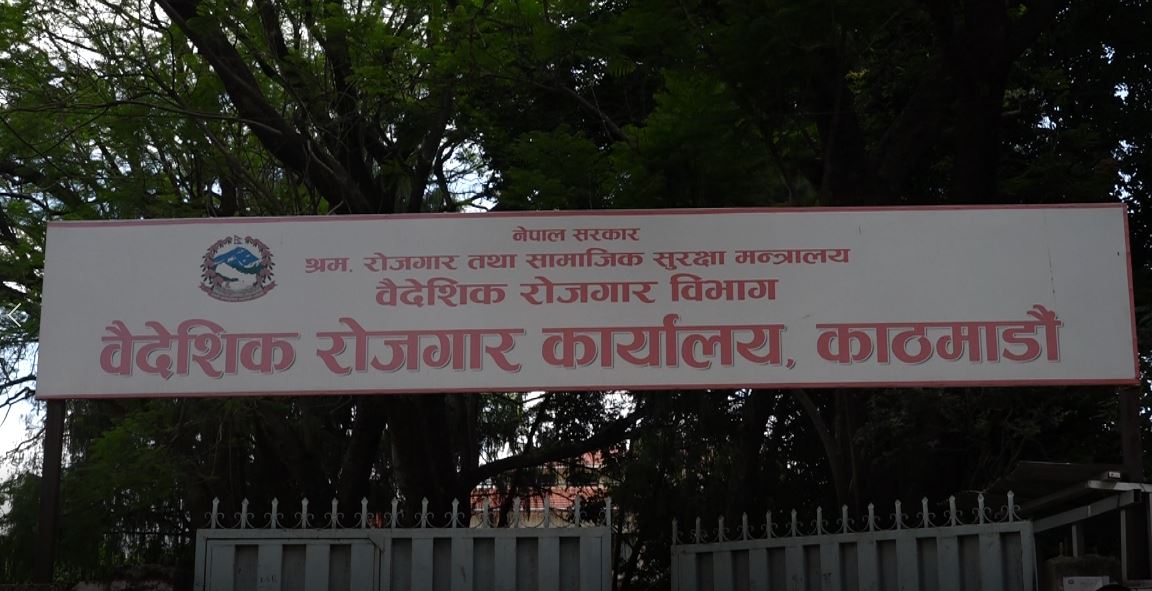 नेपाल सरकार
श्रम, रोजगार तथा सामाजिक सुरक्षा मन्त्रालय
वैदेशिक रोजगार विभाग
वैदेशिक रोजगार कार्यालय, काठमाडौं